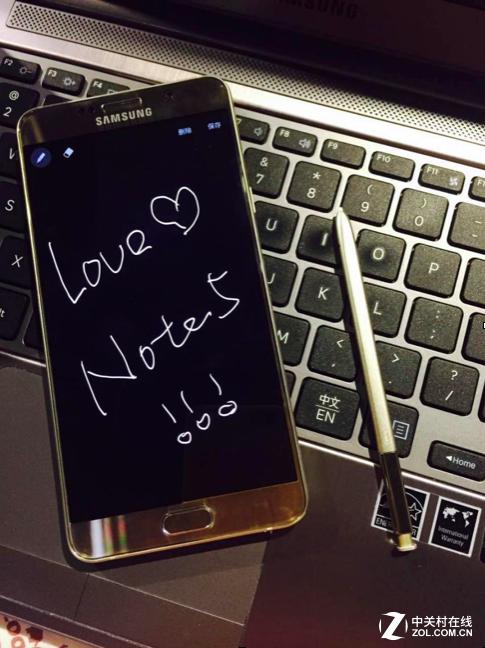 SAMSUNG
F2
F3
F4
@
2
SAMSUNG
删除 保存
Love ♡
Note5
!!!
F7
F8
F9
F10
F11
&
7
*
8
(
9
)
0
U
I
O
P
J
K
L
M
<
,
>
.
?
/
S
X
中文
EN
◄Home
International
Warranty
中关村在线
ZOL.COM.CN